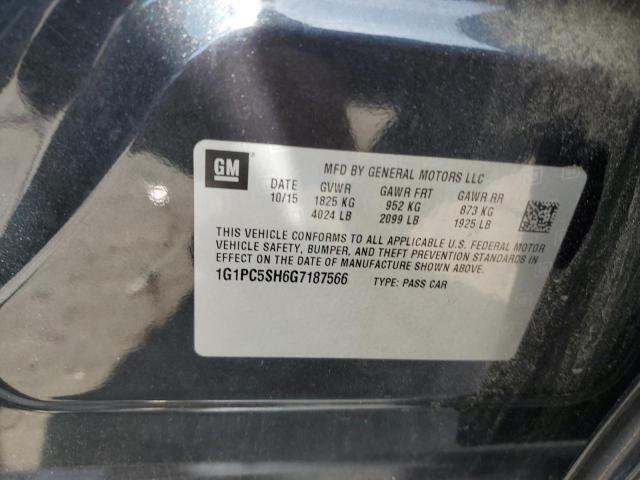 GM
MFD BY GENERAL MOTORS LLC
DATE GVWR GAWR FRT GAWR RR
10/15 1825 KG 952 KG 873 KG
4024 LB 2099 LB 1925 LB
THIS VEHICLE CONFORMS TO ALL APPLICABLE U.S. FEDERAL MOTOR
VEHICLE SAFETY, BUMPER, AND THEFT PREVENTION STANDARDS IN
EFFECT ON THE DATE OF MANUFACTURE SHOWN ABOVE.
1G1PC5SH6G7187566 TYPE: PASS CAR